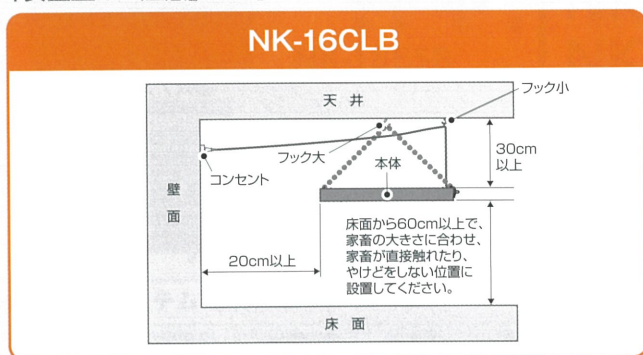 NK-16CLB
天井
フック小
フック大
本体
30cm
以上
コンセント
壁
面
床面から60cm以上で、
家畜の大きさに合わせ、
家畜が直接触れたり、
やけどをしない位置に
設置してください。
20cm以上
床面